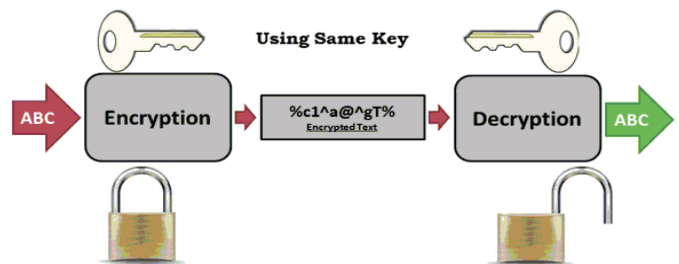 Using Same Key
ABC
Encryption
%c1^a@^gT%
Encrypted Text
Decryption
ABC